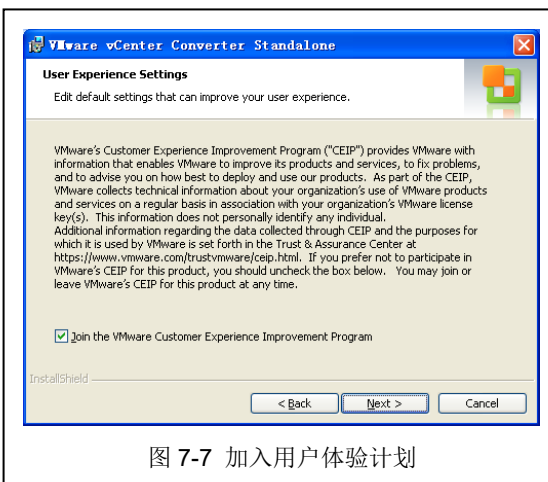 VMware vCenter Converter Standalone
User Experience Settings
Edit default settings that can improve your user experience.
VMware's Customer Experience Improvement Program ("CEIP") provides VMware with
information that enables VMware to improve its products and services, to fix problems,
and to advise you on how best to deploy and use our products. As part of the CEIP,
VMware collects technical information about your organization's use of VMware products
and services on a regular basis in association with your organization's VMware license
key(s). This information does not personally identify any individual.
Additional information regarding the data collected through CEIP and the purposes for
which it is used by VMware is set forth in the Trust & Assurance Center at
https://www.vmware.com/trustvmware/ceip.html. If you prefer not to participate in
VMware's CEIP for this product, you should uncheck the box below. You may join or
leave VMware's CEIP for this product at any time.
Join the VMware Customer Experience Improvement Program
InstallShield
< Back Next > Cancel
图 7-7 加入用户体验计划